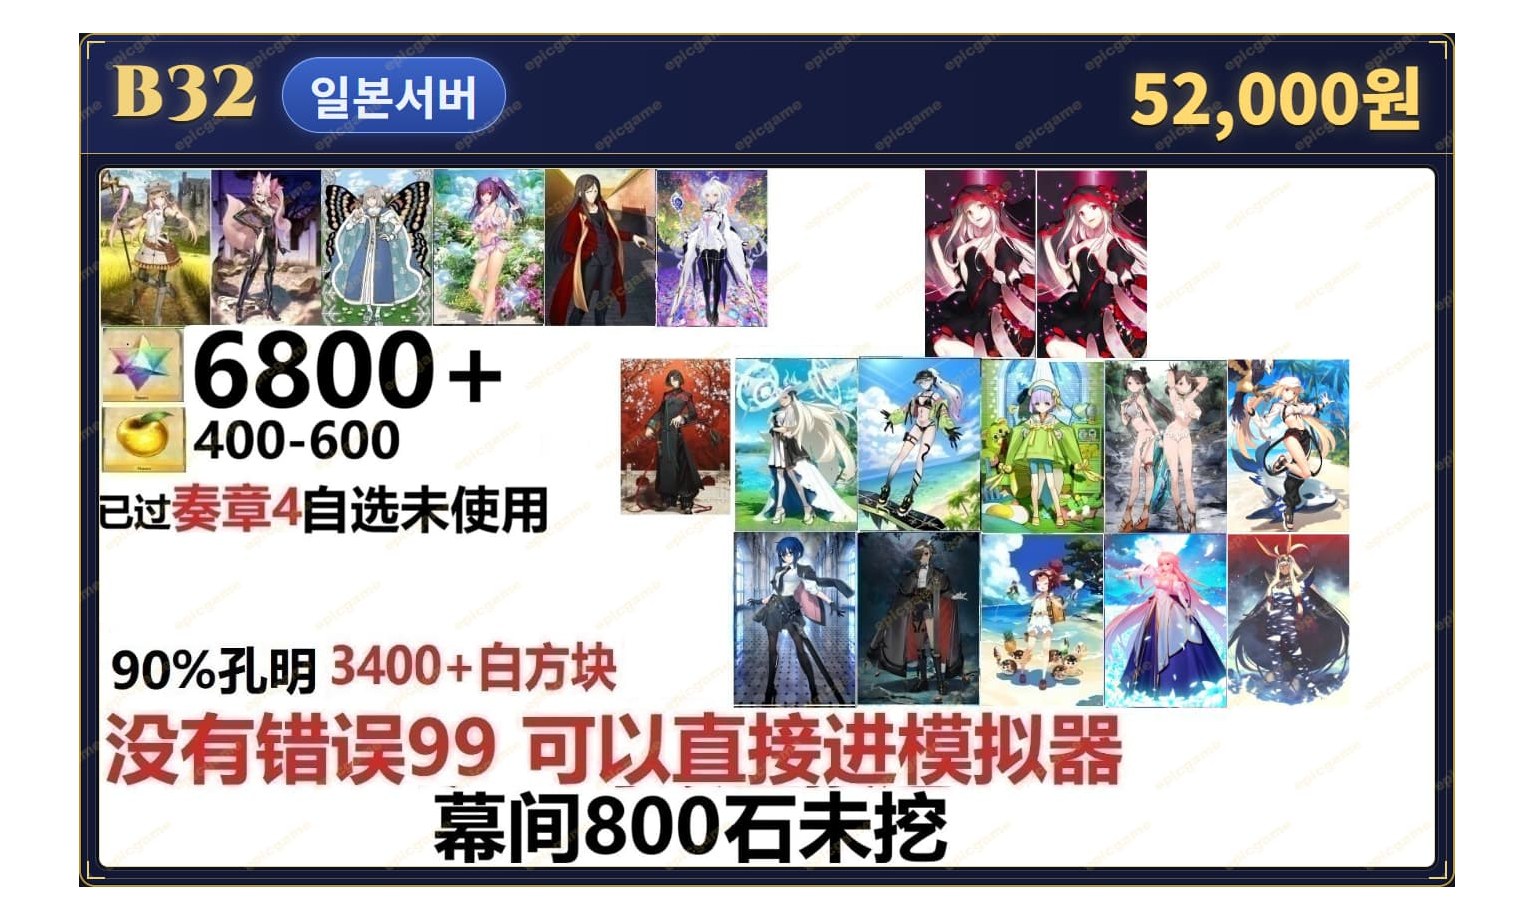 B32 일본서버 52,000원
6800+
400-600
已过奏章4自选未使用
90%孔明 3400+白方块
没有错误99 可以直接进模拟器
幕间800石未挖
epicgame